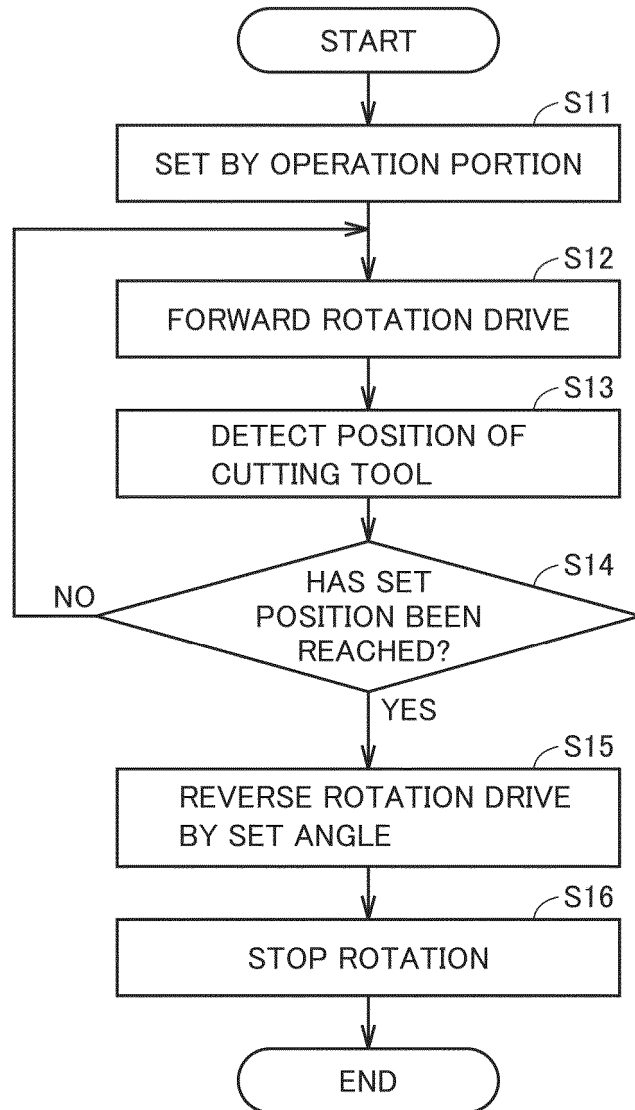 START
S11
SET BY OPERATION PORTION
S12
FORWARD ROTATION DRIVE
S13
DETECT POSITION OF
CUTTING TOOL
S14
HAS SET
POSITION BEEN
REACHED?
NO
YES
S15
REVERSE ROTATION DRIVE
BY SET ANGLE
S16
STOP ROTATION
END